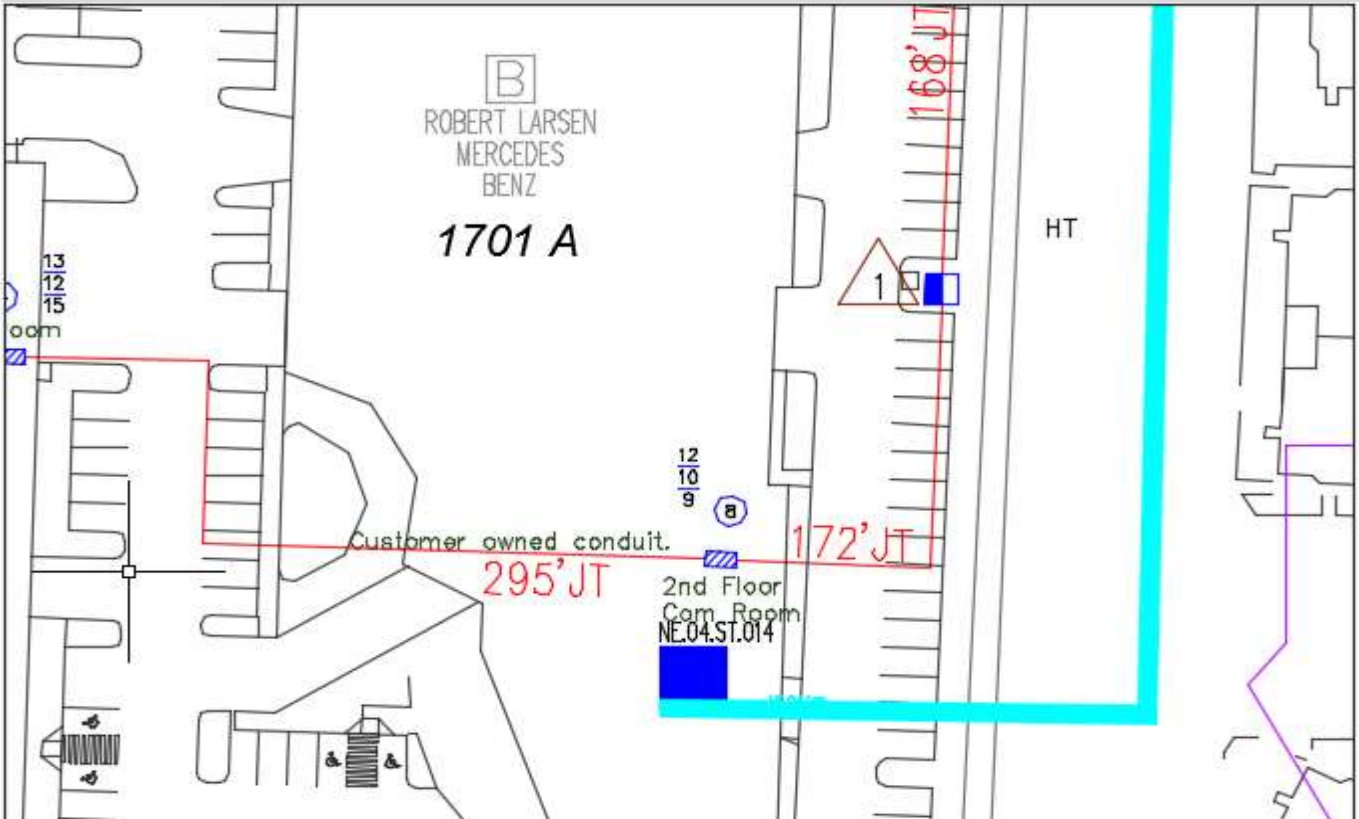 168'JT
B
ROBERT LARSEN
MERCEDES
BENZ
1701 A
HT
13
12
15
1
oom
12
10
9
a
Customer owned conduit.
172'JT
295'JT
2nd Floor
Com Room
NE.04.ST.014